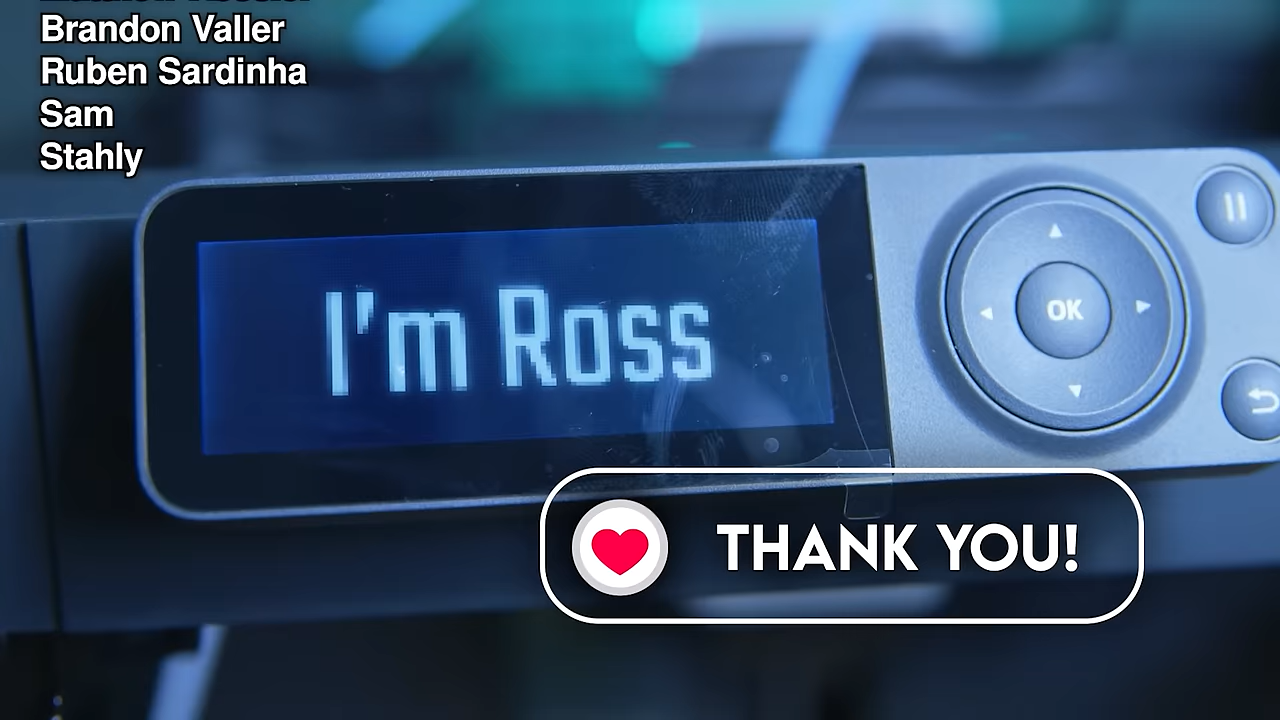 Brandon Valler
Ruben Sardinha
Sam
Stahly
I'm Ross
OK
THANK YOU!